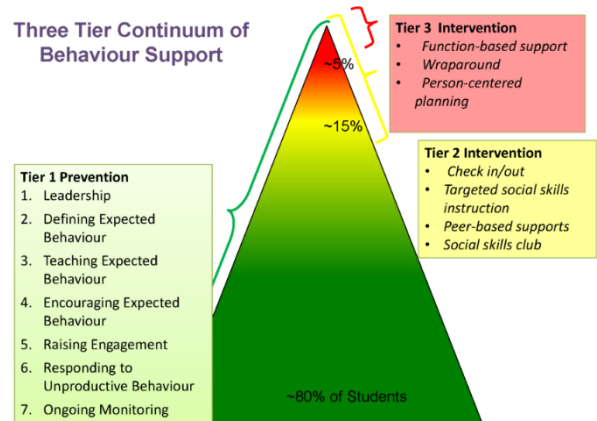 Three Tier Continuum of
Behaviour Support
Tier 3  Intervention
• Function-based support
• Wraparound
• Person-centered
planning
~5%
~15%
Tier 2 Intervention
• Check in/out
• Targeted social skills
instruction
• Peer-based supports
• Social skills club
Tier 1 Prevention
1. Leadership
2. Defining Expected
Behaviour
3. Teaching Expected
Behaviour
4. Encouraging Expected
Behaviour
5. Raising Engagement
6. Responding to
Unproductive Behaviour
7. Ongoing Monitoring
~80% of Students